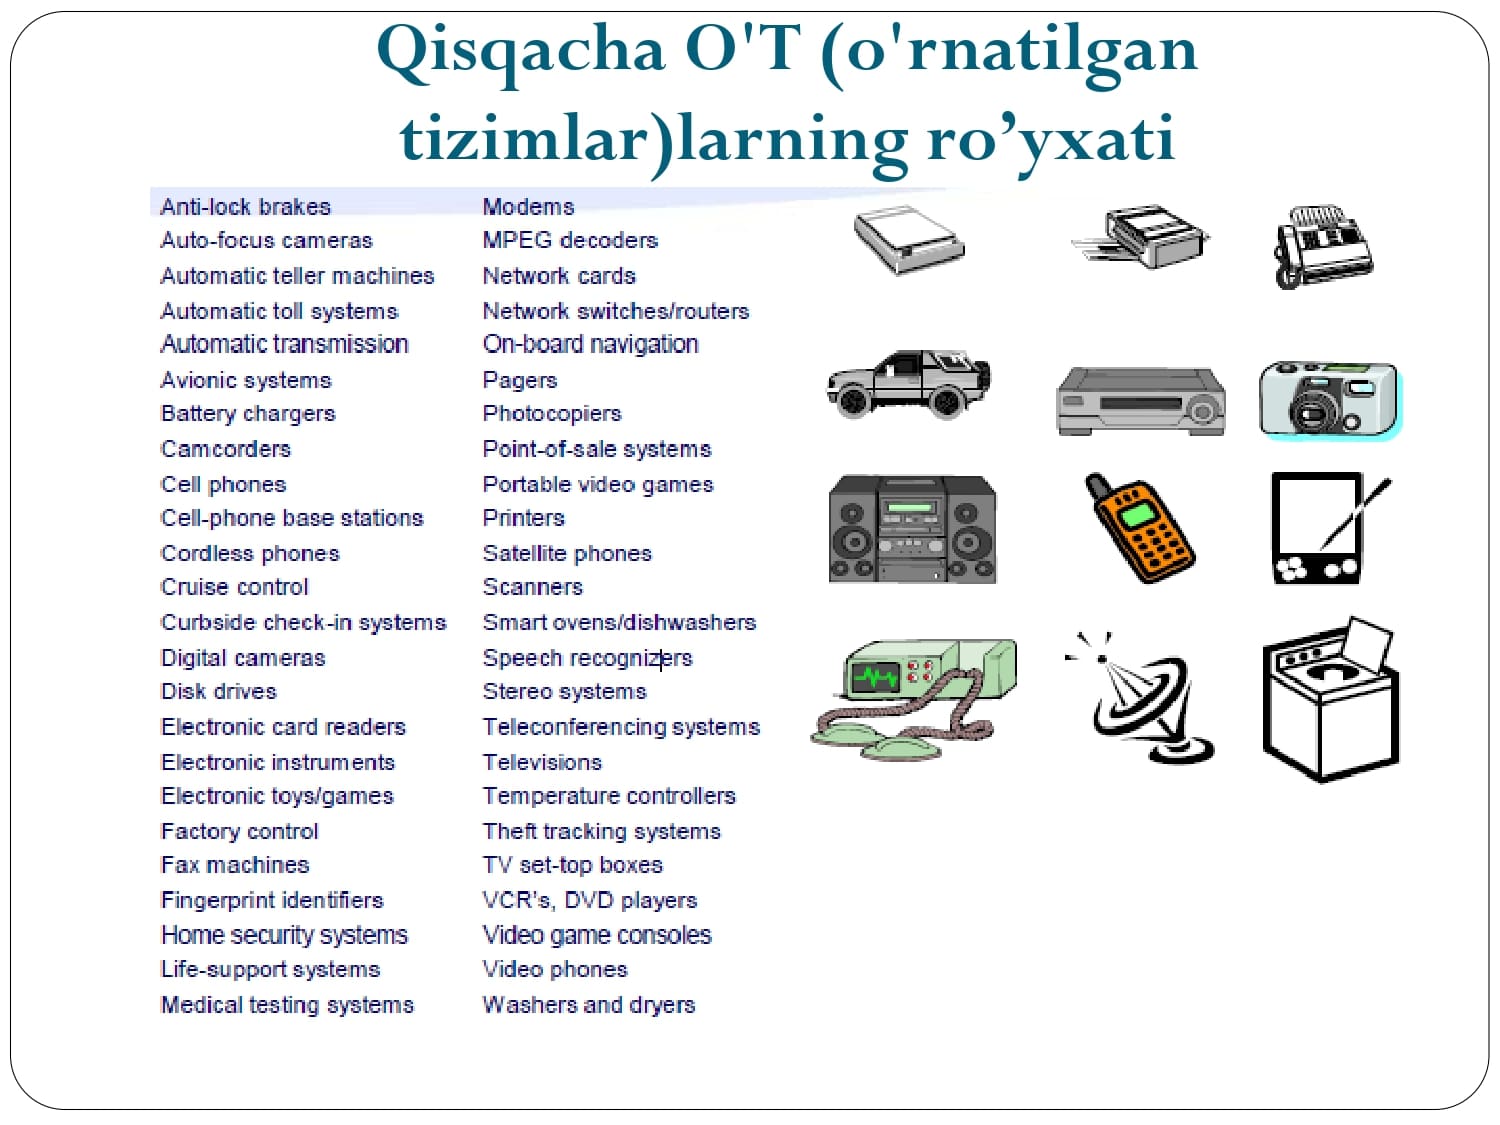 Qisqacha O'T (o'rnatilgan
tizimlar)larning ro’yxati
Anti-lock brakes
Auto-focus cameras
Automatic teller machines
Automatic toll systems
Automatic transmission
Avionic systems
Battery chargers
Camcorders
Cell phones
Cell-phone base stations
Cordless phones
Cruise control
Curbside check-in systems
Digital cameras
Disk drives
Electronic card readers
Electronic instruments
Electronic toys/games
Factory control
Fax machines
Fingerprint identifiers
Home security systems
Life-support systems
Medical testing systems
Modems
MPEG decoders
Network cards
Network switches/routers
On-board navigation
Pagers
Photocopiers
Point-of-sale systems
Portable video games
Printers
Satellite phones
Scanners
Smart ovens/dishwashers
Speech recognizers
Stereo systems
Teleconferencing systems
Televisions
Temperature controllers
Theft tracking systems
TV set-top boxes
VCR's, DVD players
Video game consoles
Video phones
Washers and dryers